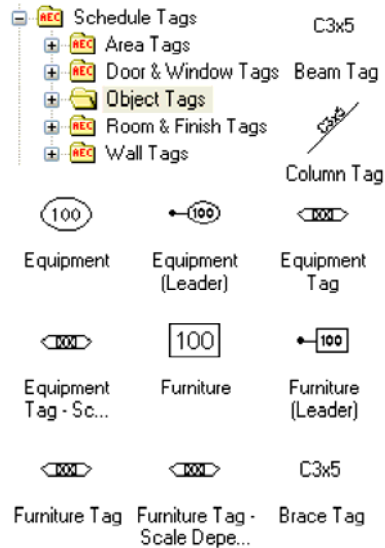 AEC Schedule Tags
AEC Area Tags
AEC Door & Window Tags
Object Tags
AEC Room & Finish Tags
AEC Wall Tags
C3x5
Beam Tag
C3x5
Column Tag
100
Equipment
100
Equipment
(Leader)
Equipment
Tag
Equipment
Tag - Sc...
100
Furniture
100
Furniture
(Leader)
Furniture Tag
Furniture Tag -
Scale Depe...
C3x5
Brace Tag